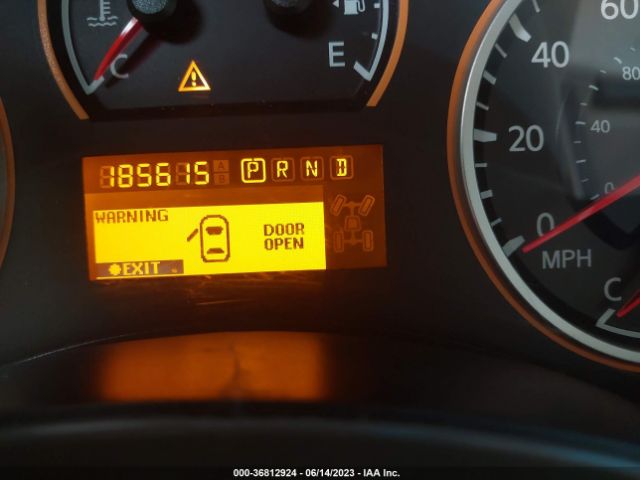 60
40
80
C
E
20
40
185615 A
B
P R N D
0
0
WARNING
DOOR
OPEN
EXIT
MPH
C
000-36812924 - 06/14/2023 - IAA Inc.